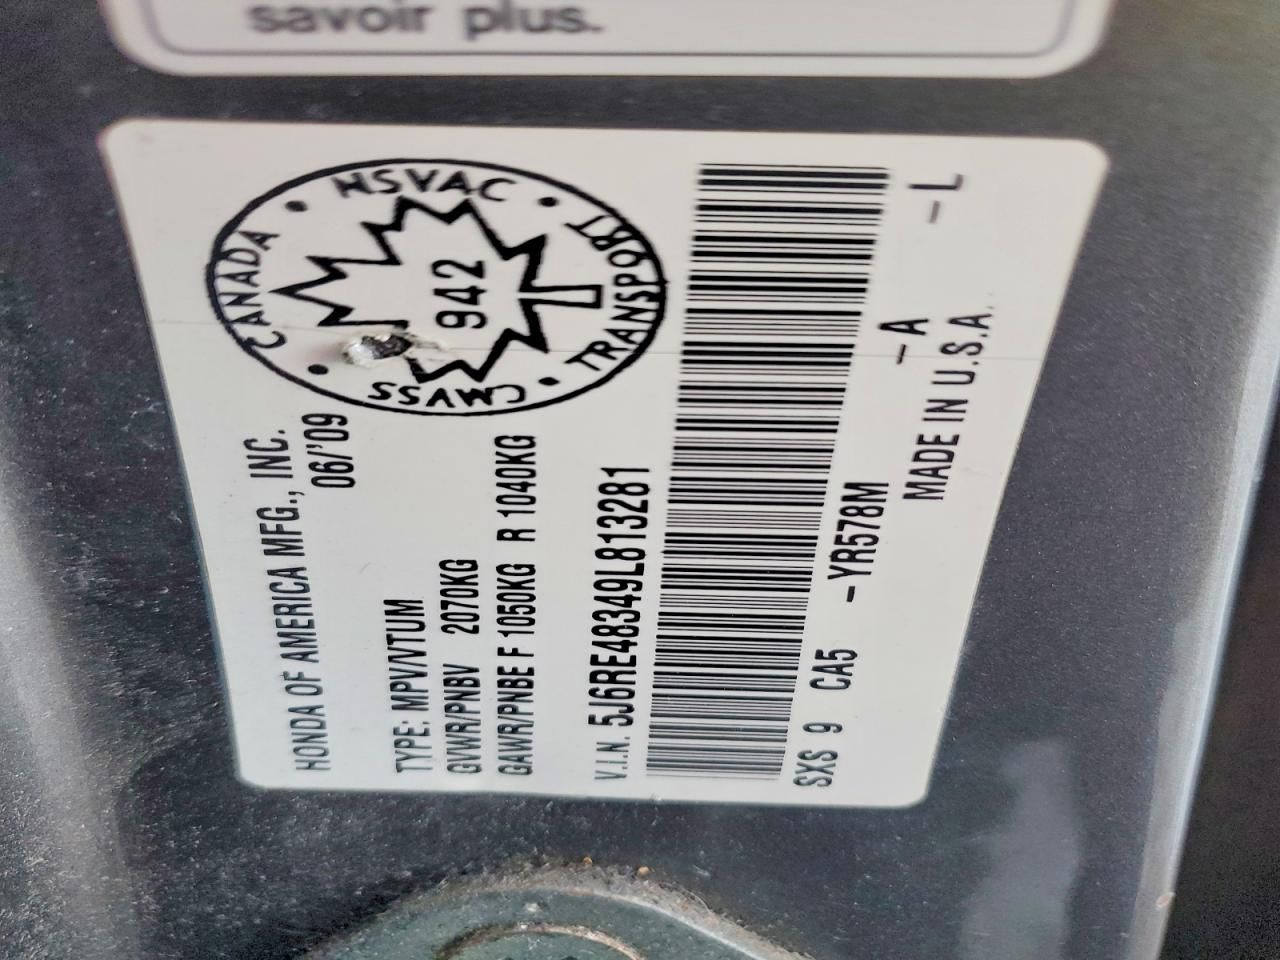 savoir plus.
HONDA OF AMERICA MFG., INC.
06/'09
TYPE: MPV/VTUM
GVWR/PNBV 2070KG
GAWR/PNBE F 1050KG R 1040KG
V.I.N. 5J6RE48349L813281
SXS 9 CA5 -YR578M -A -L
MADE IN U.S.A.
CANADA • NSVAC • TRANSPORT • CMVSS •
942